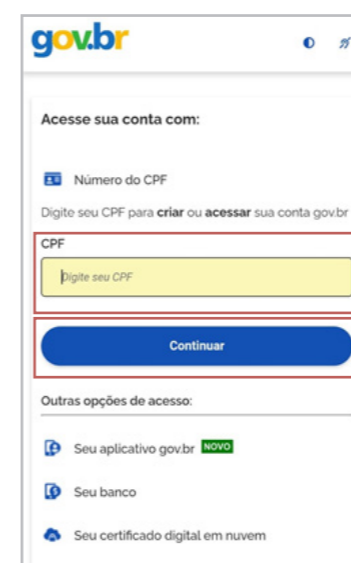 gov.br
Acesse sua conta com:
Número do CPF
Digite seu CPF para criar ou acessar sua conta gov.br
CPF
Digite seu CPF
Continuar
Outras opções de acesso:
Seu aplicativo gov.br NOVO
Seu banco
Seu certificado digital em nuvem